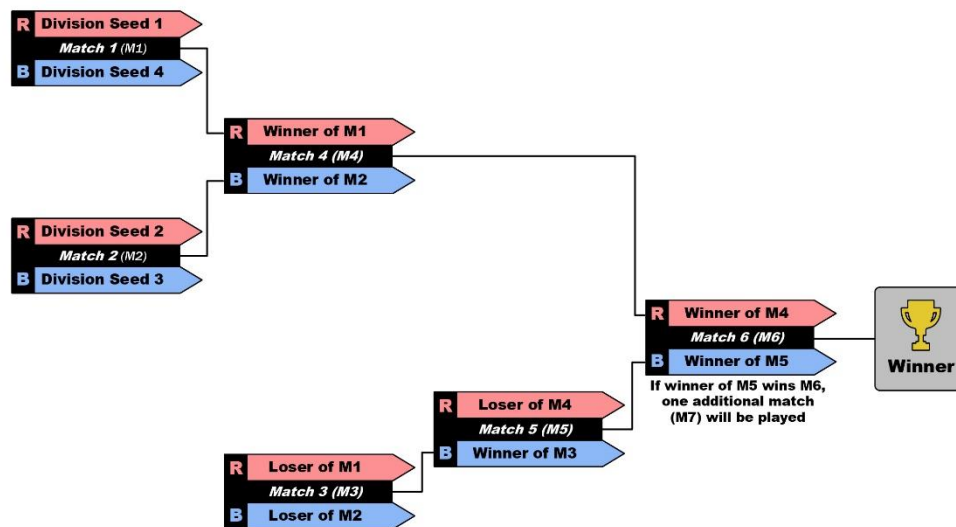 R Division Seed 1
Match 1 (M1)
B Division Seed 4
R Winner of M1
Match 4 (M4)
B Winner of M2
R Division Seed 2
Match 2 (M2)
B Division Seed 3
R Winner of M4
Match 6 (M6)
B Winner of M5
If winner of M5 wins M6,
one additional match
(M7) will be played
Winner
R Loser of M4
Match 5 (M5)
B Winner of M3
R Loser of M1
Match 3 (M3)
B Loser of M2